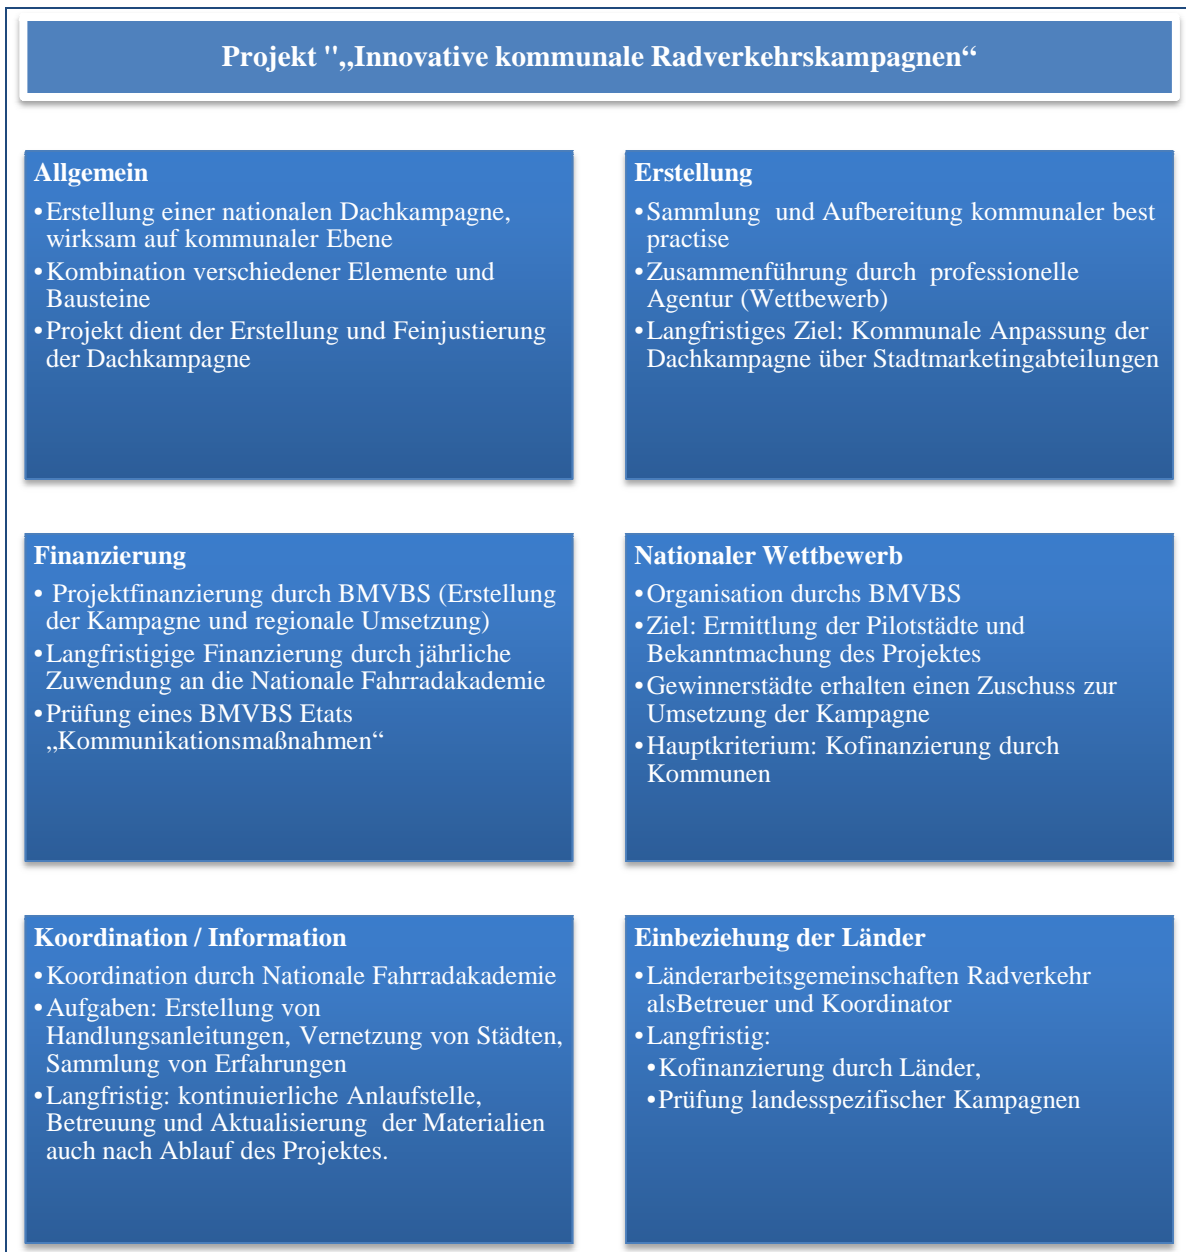 Projekt "„Innovative kommunale Radverkehrskampagnen“
Allgemein
•Erstellung einer nationalen Dachkampagne,
wirksam auf kommunaler Ebene
•Kombination verschiedener Elemente und
Bausteine
•Projekt dient der Erstellung und Feinjustierung
der Dachkampagne
Erstellung
•Sammlung und Aufbereitung kommunaler best
practise
•Zusammenführung durch professionelle
Agentur (Wettbewerb)
•Langfristiges Ziel: Kommunale Anpassung der
Dachkampagne über Stadtmarketingabteilungen
Finanzierung
• Projektfinanzierung durch BMVBS (Erstellung
der Kampagne und regionale Umsetzung)
•Langfristigige Finanzierung durch jährliche
Zuwendung an die Nationale Fahrradakademie
•Prüfung eines BMVBS Etats
„Kommunikationsmaßnahmen“
Nationaler Wettbewerb
•Organisation durchs BMVBS
•Ziel: Ermittlung der Pilotstädte und
Bekanntmachung des Projektes
•Gewinnerstädte erhalten einen Zuschuss zur
Umsetzung der Kampagne
•Hauptkriterium: Kofinanzierung durch
Kommunen
Koordination / Information
•Koordination durch Nationale Fahrradakademie
•Aufgaben: Erstellung von
Handlungsanleitungen, Vernetzung von Städten,
Sammlung von Erfahrungen
•Langfristig: kontinuierliche Anlaufstelle,
Betreuung und Aktualisierung der Materialien
auch nach Ablauf des Projektes.
Einbeziehung der Länder
•Länderarbeitsgemeinschaften Radverkehr
alsBetreuer und Koordinator
•Langfristig:
•Kofinanzierung durch Länder,
•Prüfung landesspezifischer Kampagnen